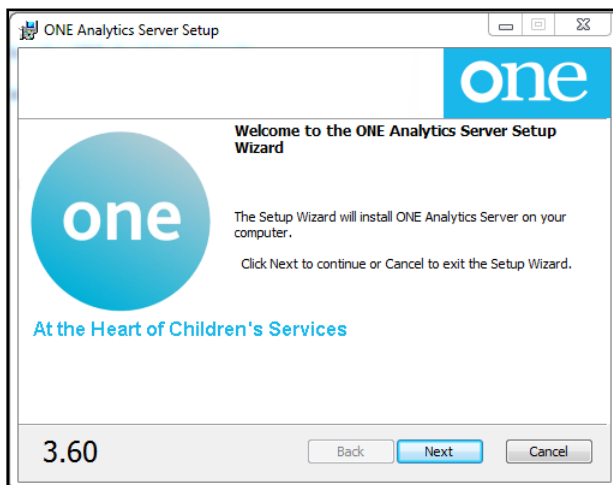 ONE Analytics Server Setup
one
Welcome to the ONE Analytics Server Setup
Wizard
one
The Setup Wizard will install ONE Analytics Server on your
computer.
Click Next to continue or Cancel to exit the Setup Wizard.
At the Heart of Children's Services
3.60
Back
Next
Cancel